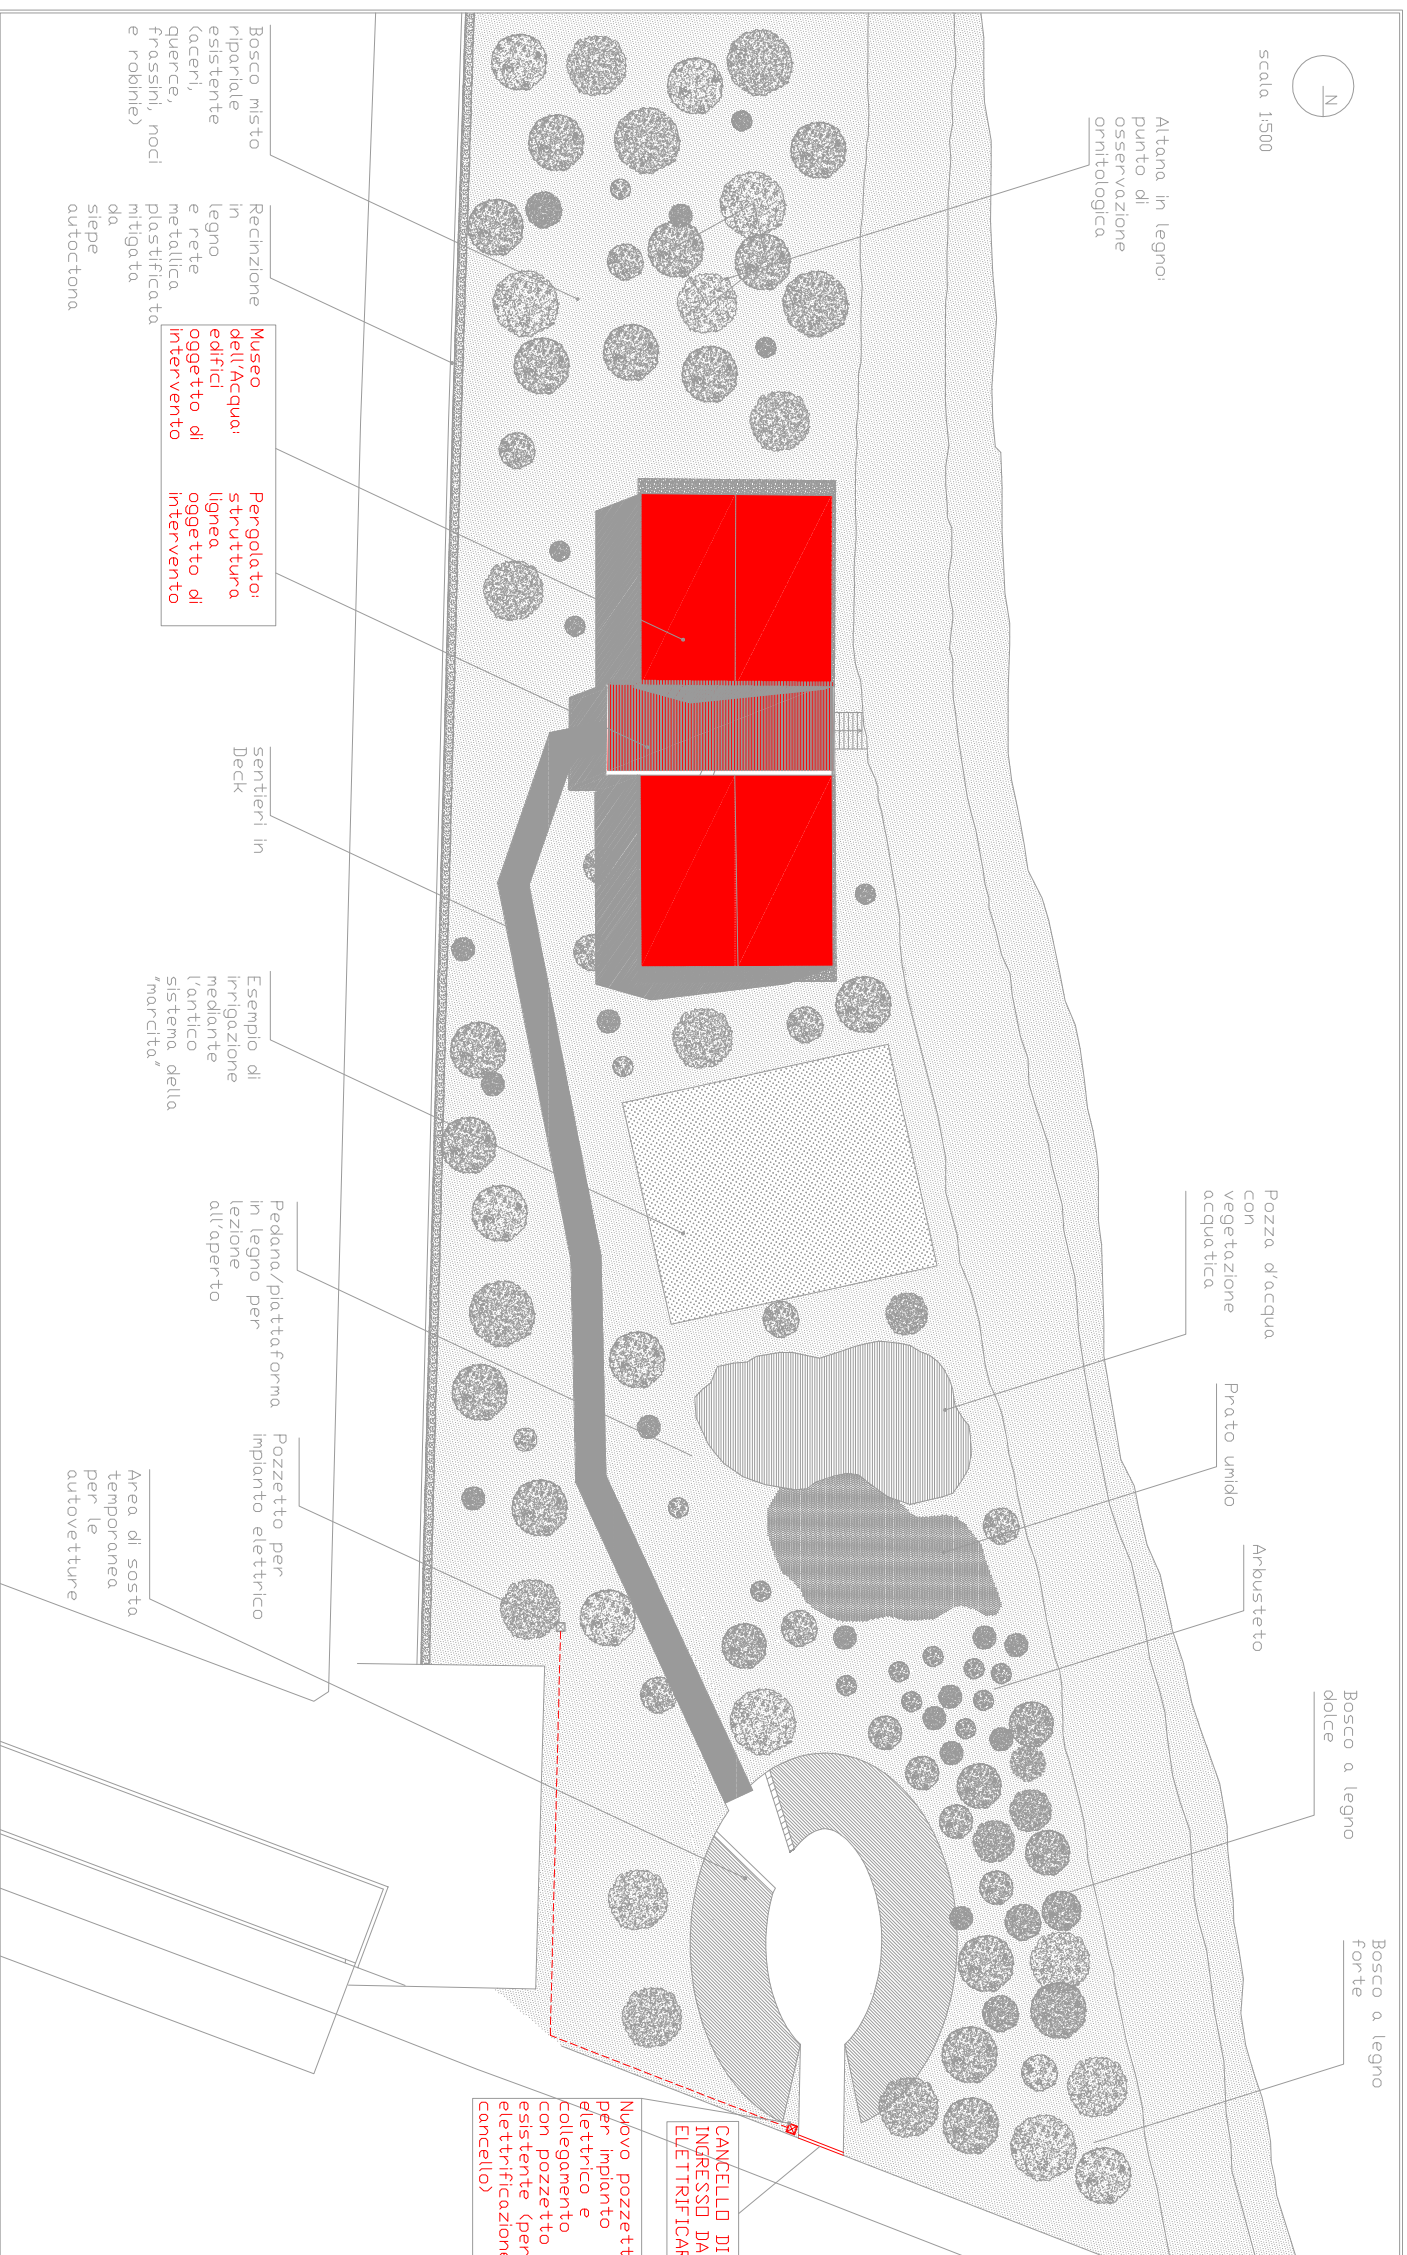 N
scala 1:500
Altana in legno:
punto di
osservazione
ornitologica
Pozza d'acqua
con
vegetazione
acquatica
Prato umido
Arbusteto
Bosco a legno
dolce
Bosco a legno
forte
Bosco misto
ripariale
esistente
(aceri,
querce,
frassini, noci
e robinie)
Recinzione
in
legno
e rete
metallica
plastificata
mitigata
da
siepe
autoctona
Museo
dell'Acqua:
edifici
oggetto di
intervento
Pergolato:
struttura
lignea
oggetto di
intervento
sentieri in
Deck
Esempio di
irrigazione
mediante
l'antico
sistema della
"marcita"
Pedana/piattaforma
in legno per
lezione
all'aperto
Pozzetto per
impianto elettrico
Area di sosta
temporanea
per le
autovetture
CANCELLO DI
INGRESSO DA
ELETTRIFICAR
Nuovo pozzett
per impianto
elettrico e
collegamento
con pozzetto
esistente (per
elettrificazione
cancello)